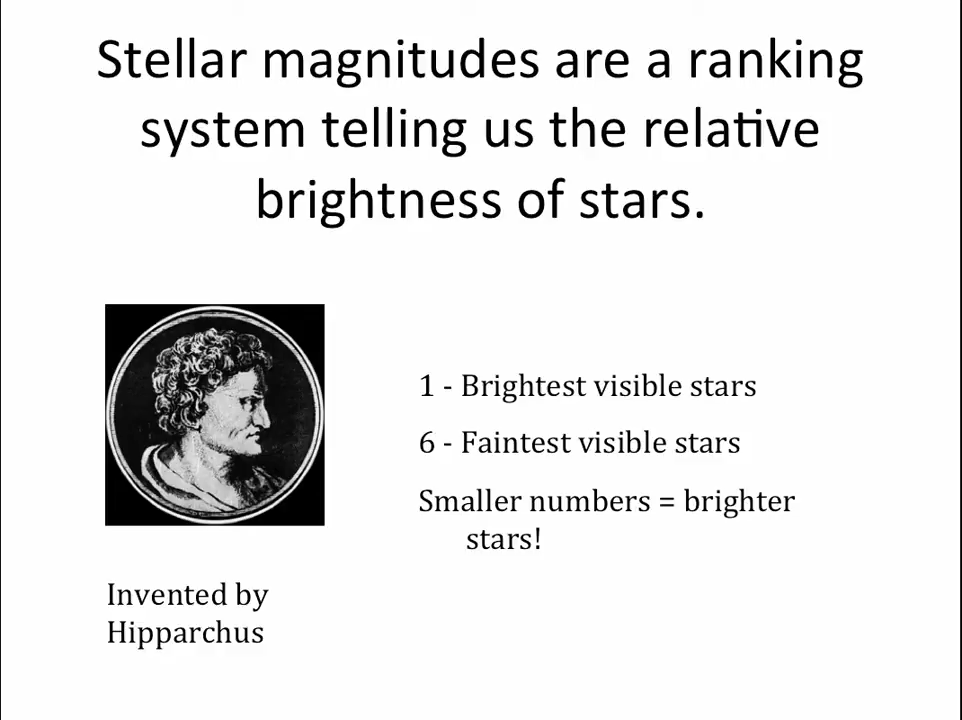 Stellar magnitudes are a ranking
system telling us the relative
brightness of stars.
1 - Brightest visible stars
6 - Faintest visible stars
Smaller numbers = brighter
stars!
Invented by
Hipparchus